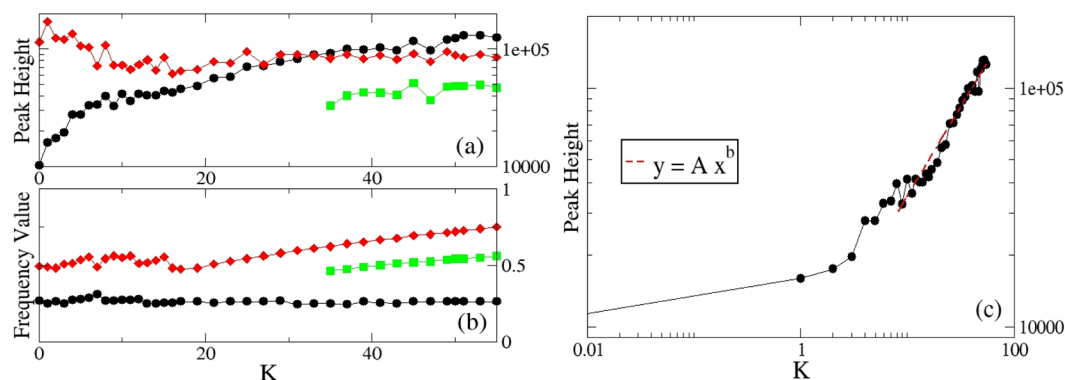 Peak Height
1e+05
10000
(a)
0
20
40
Frequency Value
1
0.5
0
(b)
0
20
40
K
Peak Height
1e+05
10000
y = A x^b
(c)
0.01
1
10
100
K